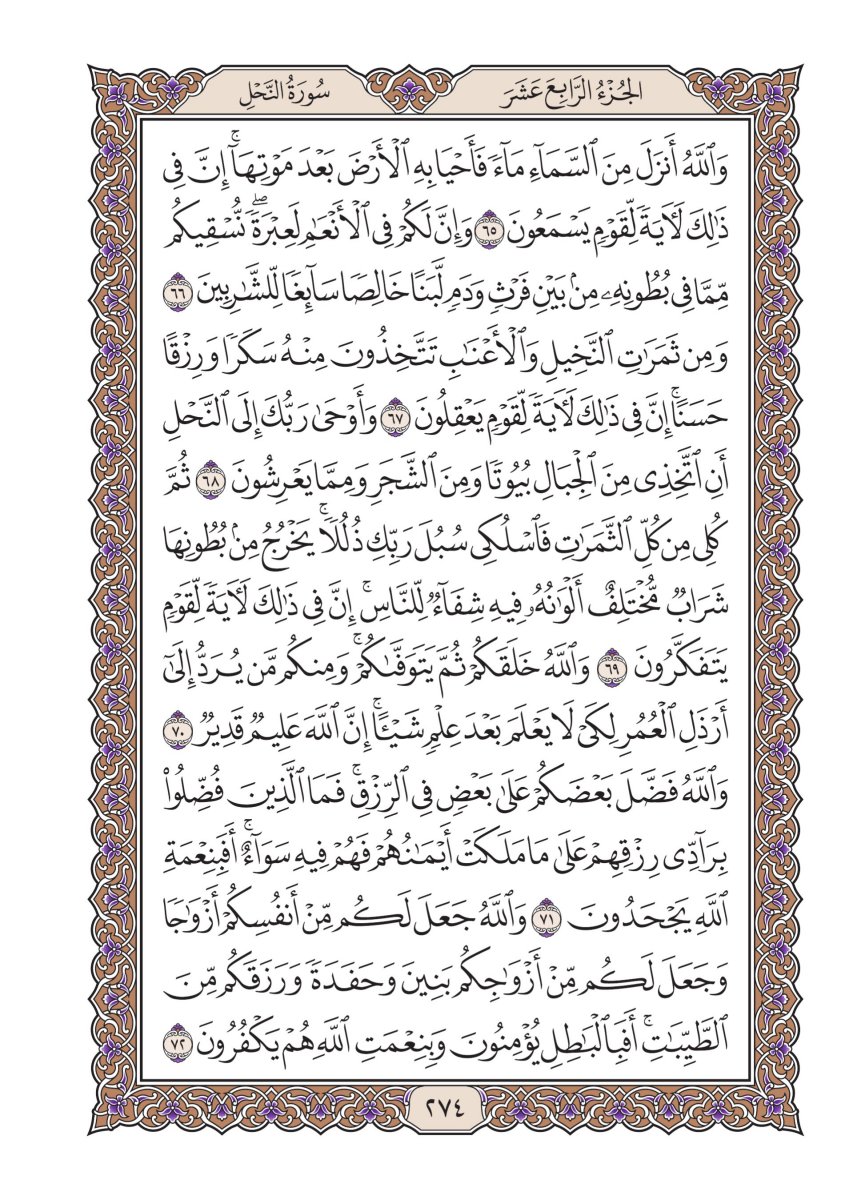 الجُزْءُ الرَّابِعَ عَشَرَ
سُورَةُ النَّحْلِ
وَٱللَّهُ أَنزَلَ مِنَ ٱلسَّمَآءِ مَآءً فَأَحْيَا بِهِ ٱلْأَرْضَ بَعْدَ مَوْتِهَآۚ إِنَّ فِى
ذَٰلِكَ لَـَٔايَةً لِّقَوْمٍ يَسْمَعُونَ ٦٥ وَإِنَّ لَكُمْ فِى ٱلْأَنْعَٰمِ لَعِبْرَةًۖ نُّسْقِيكُم
مِّمَّا فِى بُطُونِهِۦ مِنۢ بَيْنِ فَرْثٍ وَدَمٍ لَّبَنًا خَالِصًا سَآئِغًا لِّلشَّٰرِبِينَ ٦٦
وَمِن ثَمَرَٰتِ ٱلنَّخِيلِ وَٱلْأَعْنَٰبِ تَتَّخِذُونَ مِنْهُ سَكَرًا وَرِزْقًا
حَسَنًاۚ إِنَّ فِى ذَٰلِكَ لَـَٔايَةً لِّقَوْمٍ يَعْقِلُونَ ٦٧ وَأَوْحَىٰ رَبُّكَ إِلَى ٱلنَّحْلِ
أَنِ ٱتَّخِذِى مِنَ ٱلْجِبَالِ بُيُوتًا وَمِنَ ٱلشَّجَرِ وَمِمَّا يَعْرِشُونَ ٦٨ ثُمَّ
كُلِى مِن كُلِّ ٱلثَّمَرَٰتِ فَٱسْلُكِى سُبُلَ رَبِّكِ ذُلُلًاۚ يَخْرُجُ مِنۢ بُطُونِهَا
شَرَابٌ مُّخْتَلِفٌ أَلْوَٰنُهُۥ فِيهِ شِفَآءٌ لِّلنَّاسِۚ إِنَّ فِى ذَٰلِكَ لَـَٔايَةً لِّقَوْمٍ
يَتَفَكَّرُونَ ٦٩ وَٱللَّهُ خَلَقَكُمْ ثُمَّ يَتَوَفَّىٰكُمْۚ وَمِنكُم مَّن يُرَدُّ إِلَىٰٓ
أَرْذَلِ ٱلْعُمُرِ لِكَىْ لَا يَعْلَمَ بَعْدَ عِلْمٍ شَيْـًٔاۚ إِنَّ ٱللَّهَ عَلِيمٌ قَدِيرٌ ٧٠
وَٱللَّهُ فَضَّلَ بَعْضَكُمْ عَلَىٰ بَعْضٍ فِى ٱلرِّزْقِۚ فَمَا ٱلَّذِينَ فُضِّلُوا۟
بِرَآدِّى رِزْقِهِمْ عَلَىٰ مَا مَلَكَتْ أَيْمَٰنُهُمْ فَهُمْ فِيهِ سَوَآءٌۚ أَفَبِنِعْمَةِ
ٱللَّهِ يَجْحَدُونَ ٧١ وَٱللَّهُ جَعَلَ لَكُم مِّنْ أَنفُسِكُمْ أَزْوَٰجًا
وَجَعَلَ لَكُم مِّنْ أَزْوَٰجِكُم بَنِينَ وَحَفَدَةً وَرَزَقَكُم مِّنَ
ٱلطَّيِّبَٰتِۚ أَفَبِٱلْبَٰطِلِ يُؤْمِنُونَ وَبِنِعْمَتِ ٱللَّهِ هُمْ يَكْفُرُونَ ٧٢
٢٧٤